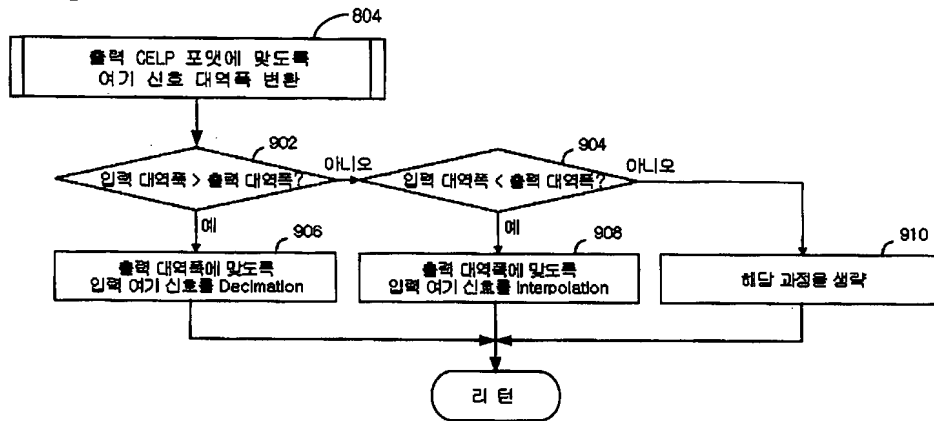 804
출력 CELP 포맷에 맞도록
여기 신호 대역폭 변환
902
입력 대역폭 > 출력 대역폭?
아니오
904
입력 대역폭 < 출력 대역폭?
아니오
예
예
906
출력 대역폭에 맞도록
입력 여기 신호를 Decimation
908
출력 대역폭에 맞도록
입력 여기 신호를 Interpolation
910
해당 과정을 생략
리 턴